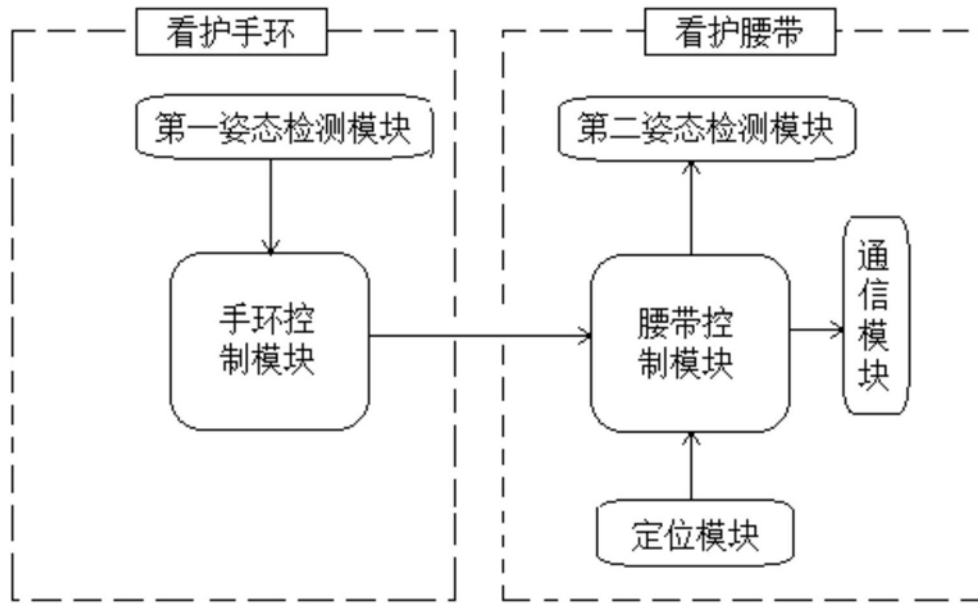 看护手环
看护腰带
第一姿态检测模块
第二姿态检测模块
手环控
制模块
腰带控
制模块
通
信
模
块
定位模块